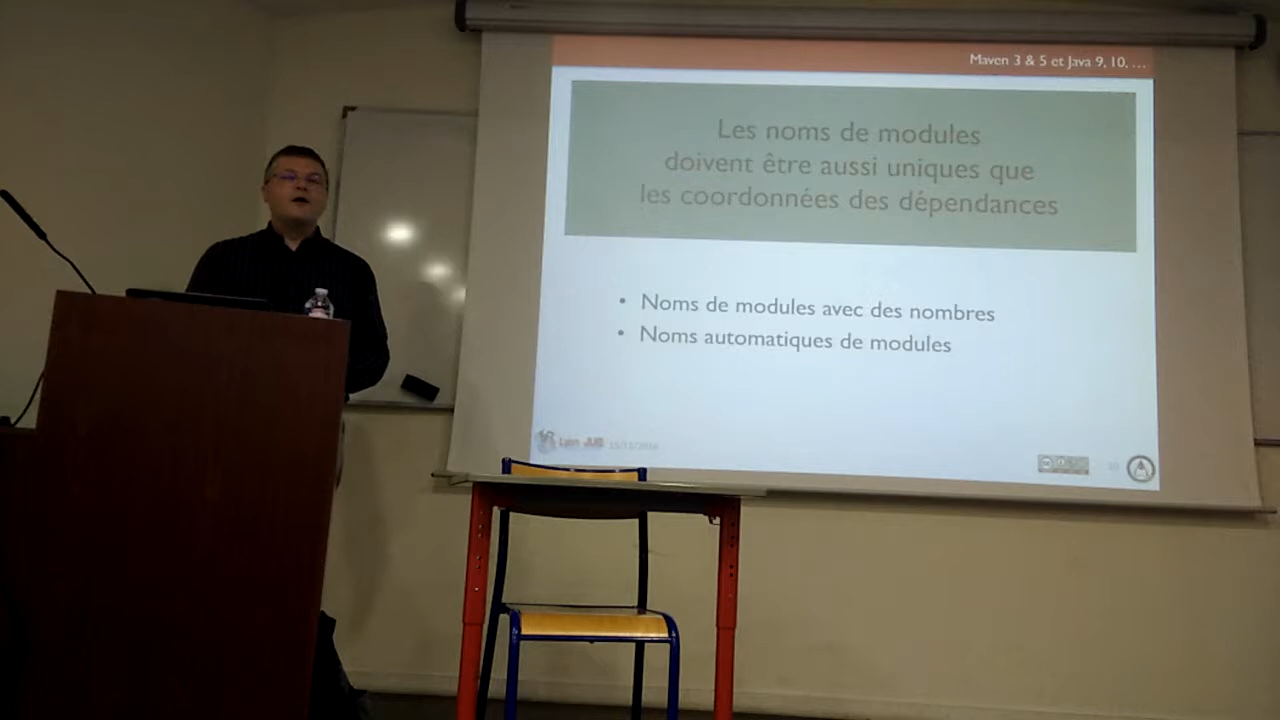 Maven 3 & 5 et Java 9, 10, …
Les noms de modules
doivent être aussi uniques que
les coordonnées des dépendances
• Noms de modules avec des nombres
• Noms automatiques de modules
Lyon JUG